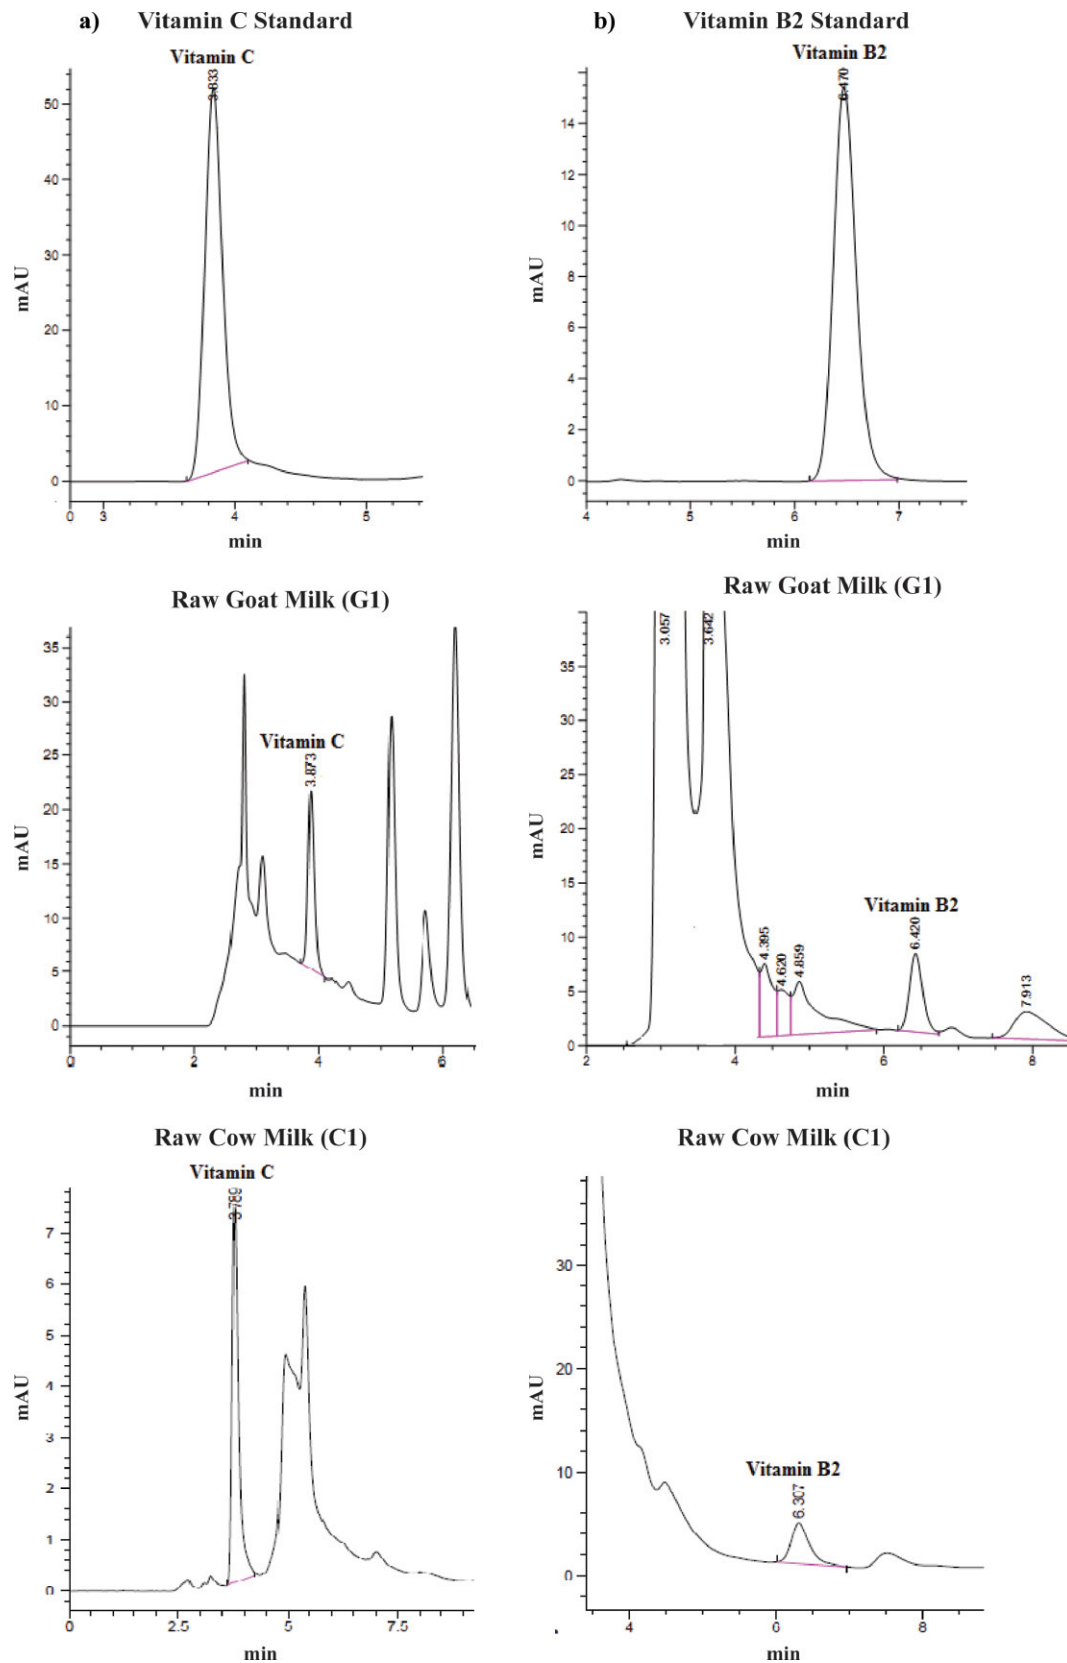 a) Vitamin C Standard
Vitamin C
3.833
50
40
30
20
10
0
mAU
0 3 4 5
min
b) Vitamin B2 Standard
Vitamin B2
6.470
14
12
10
8
6
4
2
0
mAU
4 5 6 7
min
Raw Goat Milk (G1)
35
30
25
20
15
10
5
0
mAU
Vitamin C
3.873
0 2 4 6
min
Raw Goat Milk (G1)
3.057
3.642
35
30
25
20
15
10
5
0
mAU
4.395
4.620
4.859
Vitamin B2
6.420
7.913
2 4 6 8
min
Raw Cow Milk (C1)
Vitamin C
7
6
5
4
3
2
1
0
mAU
0 2.5 5 7.5
min
Raw Cow Milk (C1)
30
20
10
0
mAU
Vitamin B2
6.307
4 6 8
min